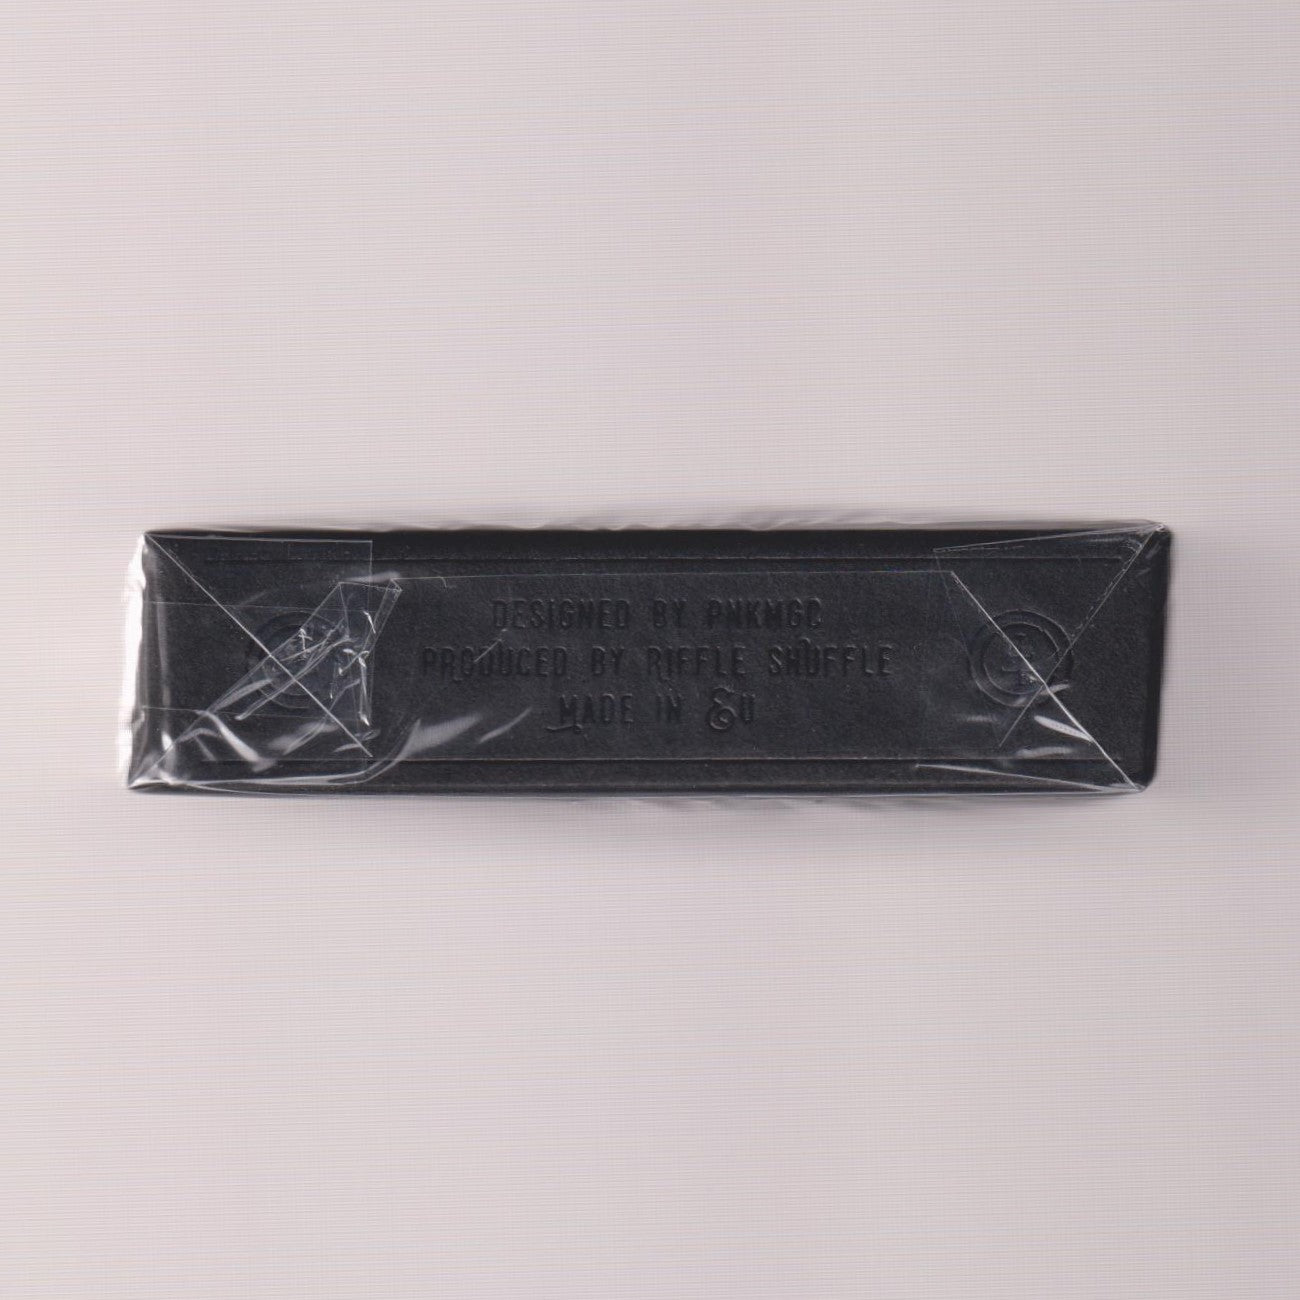 DESIGNED BY PNKMGC
PRODUCED BY RIFFLE SHUFFLE
MADE IN EU